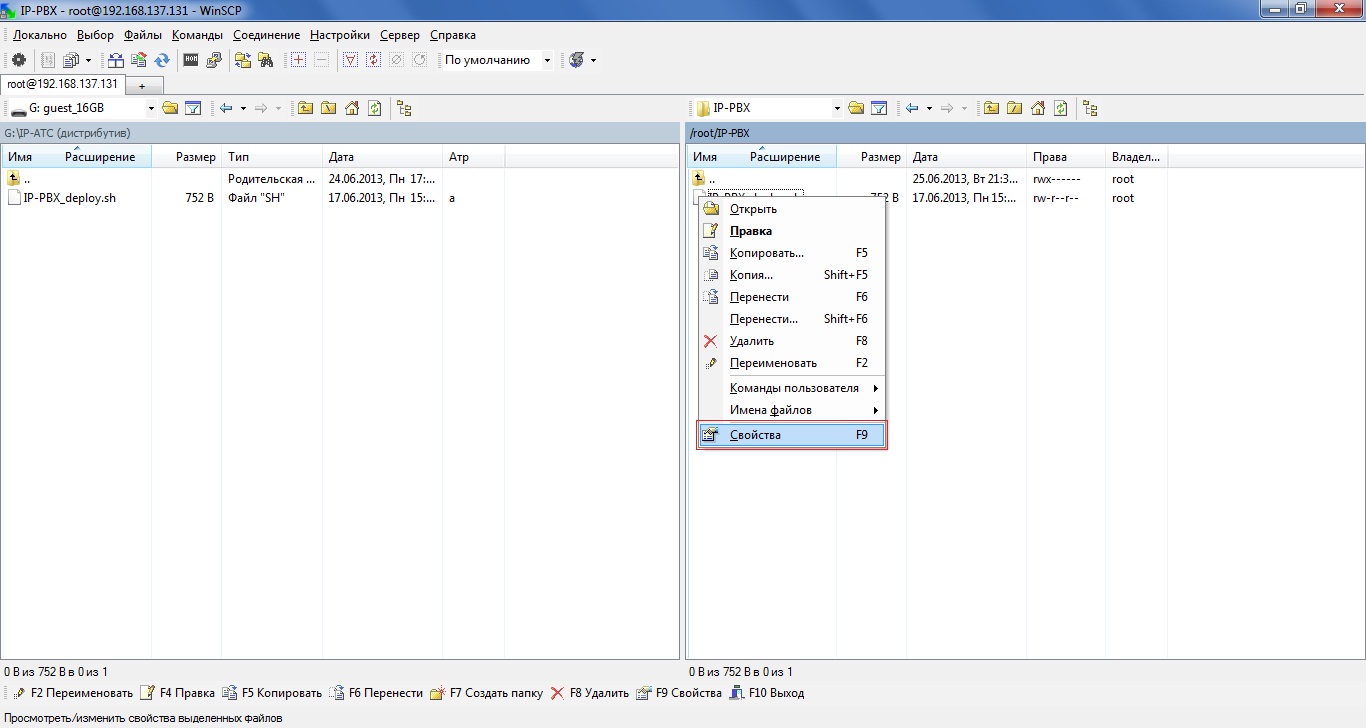 IP-PBX - root@192.168.137.131 - WinSCP
Локально Выбор Файлы Команды Соединение Настройки Сервер Справка
По умолчанию
root@192.168.137.131 +
G: guest_16GB
IP-PBX
G:\IP-ATC (дистрибутив)
/root/IP-PBX
Имя Расширение Размер Тип Дата Атр
.. Родительская ... 24.06.2013, Пн 17:...
IP-PBX_deploy.sh 752 B Файл "SH" 17.06.2013, Пн 15:... a
Имя Расширение Размер Дата Права Владел...
.. 25.06.2013, Вт 21:3... rwx------ root
17.06.2013, Пн 15:... rw-r--r-- root
Открыть
Правка
Копировать... F5
Копия... Shift+F5
Перенести F6
Перенести... Shift+F6
Удалить F8
Переименовать F2
Команды пользователя
Имена файлов
Свойства F9
0 B из 752 B в 0 из 1
0 B из 752 B в 0 из 1
F2 Переименовать F4 Правка F5 Копировать F6 Перенести F7 Создать папку F8 Удалить F9 Свойства F10 Выход
Просмотреть/изменить свойства выделенных файлов